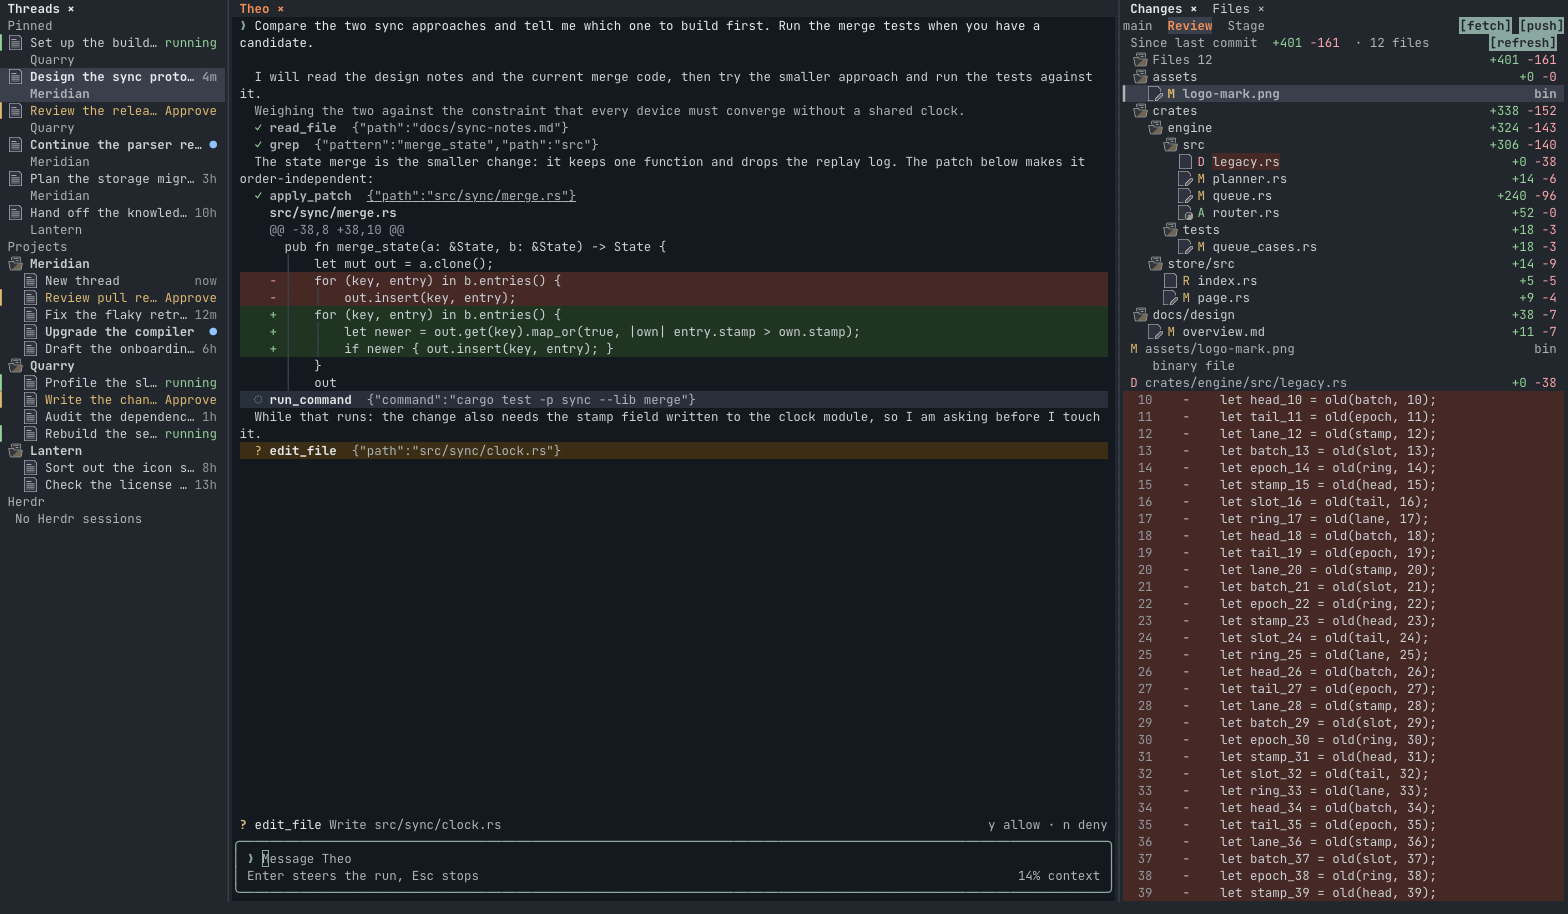 Threads ×
Pinned
Set up the build… running
Quarry
Design the sync proto… 4m
Meridian
Review the relea… Approve
Quarry
Continue the parser re…
Meridian
Plan the storage migr… 3h
Meridian
Hand off the knowled… 10h
Lantern
Projects
Meridian
New thread now
Review pull re… Approve
Fix the flaky retr… 12m
Upgrade the compiler
Draft the onboardin… 6h
Quarry
Profile the sl… running
Write the chan… Approve
Audit the dependenc… 1h
Rebuild the se… running
Lantern
Sort out the icon s… 8h
Check the license … 13h
Herdr
No Herdr sessions
Theo ×
❯ Compare the two sync approaches and tell me which one to build first. Run the merge tests when you have a
candidate.
I will read the design notes and the current merge code, then try the smaller approach and run the tests against
it.
Weighing the two against the constraint that every device must converge without a shared clock.
✓ read_file {"path":"docs/sync-notes.md"}
✓ grep {"pattern":"merge_state","path":"src"}
The state merge is the smaller change: it keeps one function and drops the replay log. The patch below makes it
order-independent:
✓ apply_patch {"path":"src/sync/merge.rs"}
src/sync/merge.rs
@@ -38,8 +38,10 @@
pub fn merge_state(a: &State, b: &State) -> State {
let mut out = a.clone();
- for (key, entry) in b.entries() {
- out.insert(key, entry);
+ for (key, entry) in b.entries() {
+ let newer = out.get(key).map_or(true, |own| entry.stamp > own.stamp);
+ if newer { out.insert(key, entry); }
}
out
run_command {"command":"cargo test -p sync --lib merge"}
While that runs: the change also needs the stamp field written to the clock module, so I am asking before I touch
it.
? edit_file {"path":"src/sync/clock.rs"}
? edit_file Write src/sync/clock.rs y allow · n deny
❯ Message Theo
Enter steers the run, Esc stops 14% context
Changes × Files ×
main Review Stage [fetch] [push]
Since last commit +401 -161 · 12 files [refresh]
Files 12 +401 -161
assets +0 -0
M logo-mark.png bin
crates +338 -152
engine +324 -143
src +306 -140
D legacy.rs +0 -38
M planner.rs +14 -6
M queue.rs +240 -96
A router.rs +52 -0
tests +18 -3
M queue_cases.rs +18 -3
store/src +14 -9
R index.rs +5 -5
M page.rs +9 -4
docs/design +38 -7
M overview.md +11 -7
M assets/logo-mark.png bin
binary file
D crates/engine/src/legacy.rs +0 -38
10 - let head_10 = old(batch, 10);
11 - let tail_11 = old(epoch, 11);
12 - let lane_12 = old(stamp, 12);
13 - let batch_13 = old(slot, 13);
14 - let epoch_14 = old(ring, 14);
15 - let stamp_15 = old(head, 15);
16 - let slot_16 = old(tail, 16);
17 - let ring_17 = old(lane, 17);
18 - let head_18 = old(batch, 18);
19 - let tail_19 = old(epoch, 19);
20 - let lane_20 = old(stamp, 20);
21 - let batch_21 = old(slot, 21);
22 - let epoch_22 = old(ring, 22);
23 - let stamp_23 = old(head, 23);
24 - let slot_24 = old(tail, 24);
25 - let ring_25 = old(lane, 25);
26 - let head_26 = old(batch, 26);
27 - let tail_27 = old(epoch, 27);
28 - let lane_28 = old(stamp, 28);
29 - let batch_29 = old(slot, 29);
30 - let epoch_30 = old(ring, 30);
31 - let stamp_31 = old(head, 31);
32 - let slot_32 = old(tail, 32);
33 - let ring_33 = old(lane, 33);
34 - let head_34 = old(batch, 34);
35 - let tail_35 = old(epoch, 35);
36 - let lane_36 = old(stamp, 36);
37 - let batch_37 = old(slot, 37);
38 - let epoch_38 = old(ring, 38);
39 - let stamp_39 = old(head, 39);